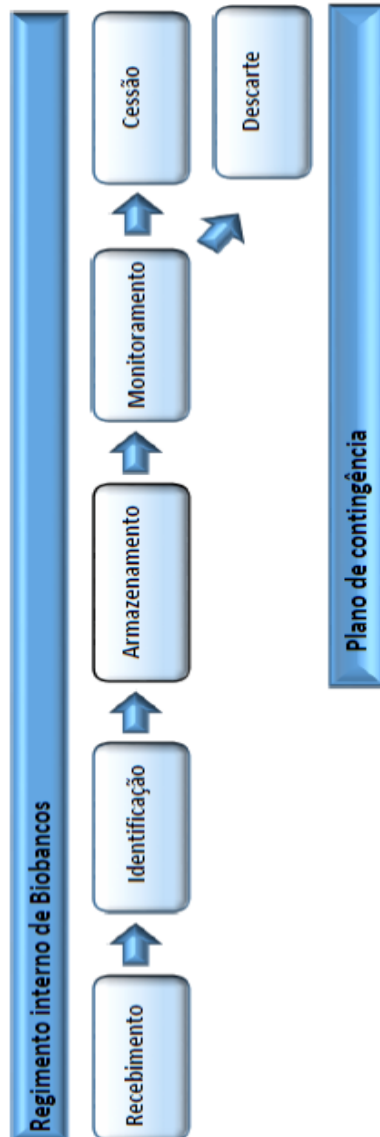 Regimento interno de Biobancos
Recebimento
Identificação
Armazenamento
Monitoramento
Cessão
Descarte
Plano de contingência